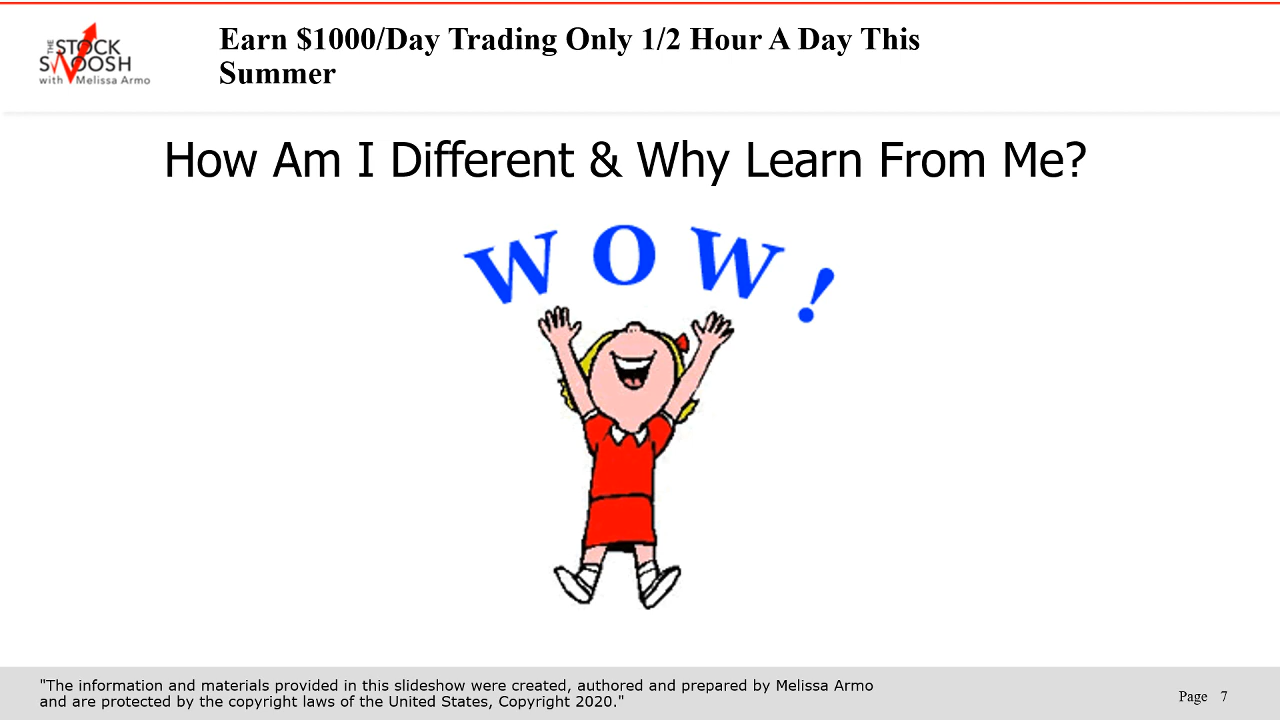 THE
STOCK
SWOOSH
with Melissa Armo
Earn $1000/Day Trading Only 1/2 Hour A Day This
Summer
How Am I Different & Why Learn From Me?
WOW!
"The information and materials provided in this slideshow were created, authored and prepared by Melissa Armo
and are protected by the copyright laws of the United States, Copyright 2020."
Page 7